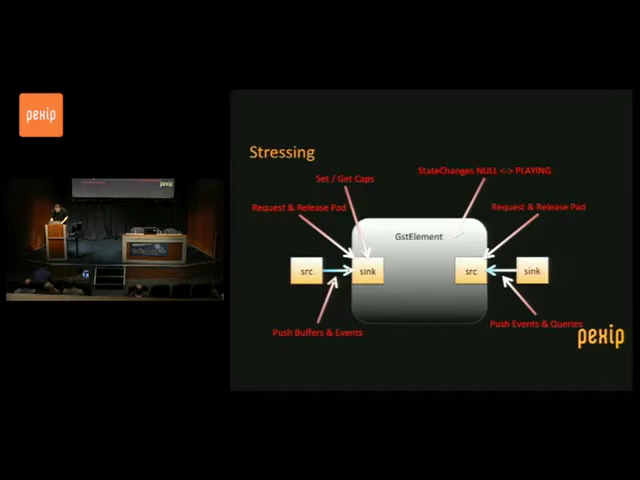 pexip
Stressing
StateChanges NULL <-> PLAYING
Set / Get Caps
Request & Release Pad
Request & Release Pad
GstElement
src
sink
src
sink
Push Buffers & Events
Push Events & Queries
pexip